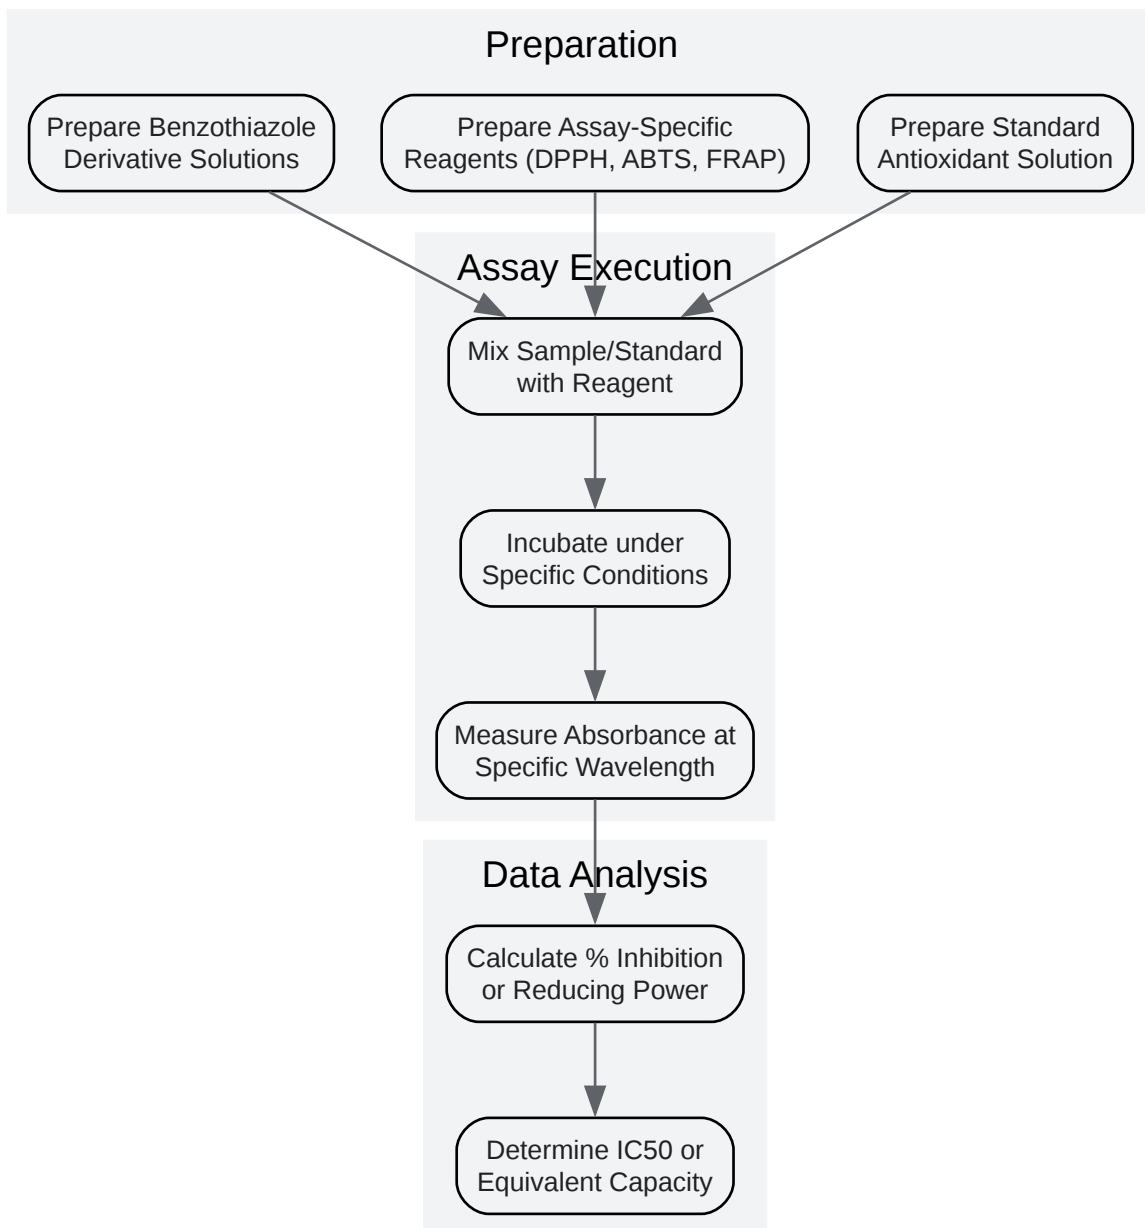 Preparation
Prepare Benzothiazole
Derivative Solutions
Prepare Assay-Specific
Reagents (DPPH, ABTS, FRAP)
Prepare Standard
Antioxidant Solution
Assay Execution
Mix Sample/Standard
with Reagent
Incubate under
Specific Conditions
Measure Absorbance at
Specific Wavelength
Data Analysis
Calculate % Inhibition
or Reducing Power
Determine IC50 or
Equivalent Capacity